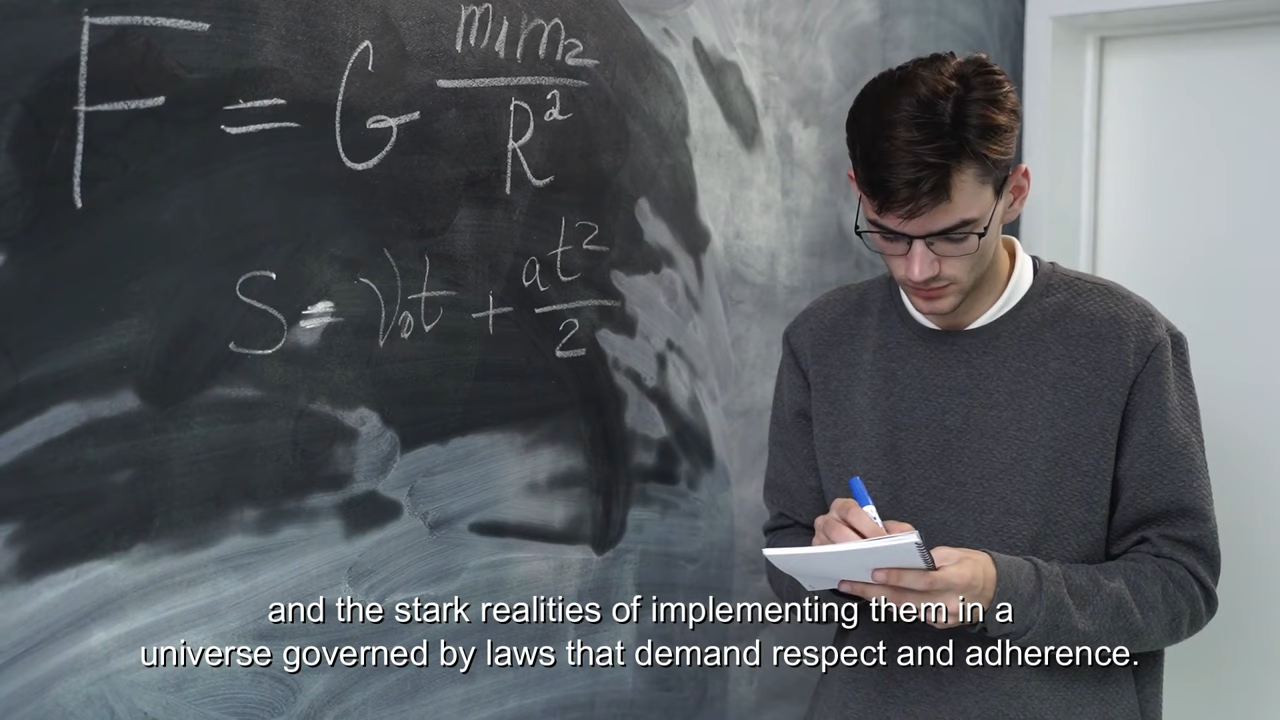 F = G m₁m₂/R²
S = V₀t + at²/2
and the stark realities of implementing them in a
universe governed by laws that demand respect and adherence.